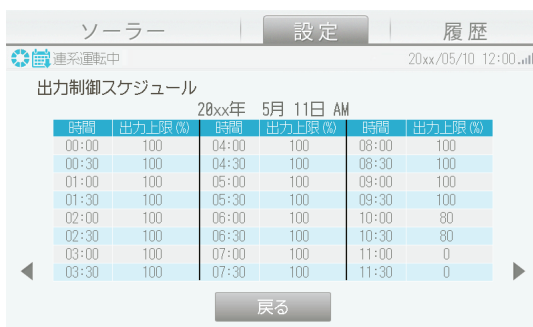 ソーラー 設定 履歴
連系運転中 20xx/05/10 12:00
出力制御スケジュール
20xx年 5月 11日 AM
時間 出力上限(%) 時間 出力上限(%) 時間 出力上限(%)
00:00 100 04:00 100 08:00 100
00:30 100 04:30 100 08:30 100
01:00 100 05:00 100 09:00 100
01:30 100 05:30 100 09:30 100
02:00 100 06:00 100 10:00 80
02:30 100 06:30 100 10:30 80
03:00 100 07:00 100 11:00 0
03:30 100 07:30 100 11:30 0
戻る